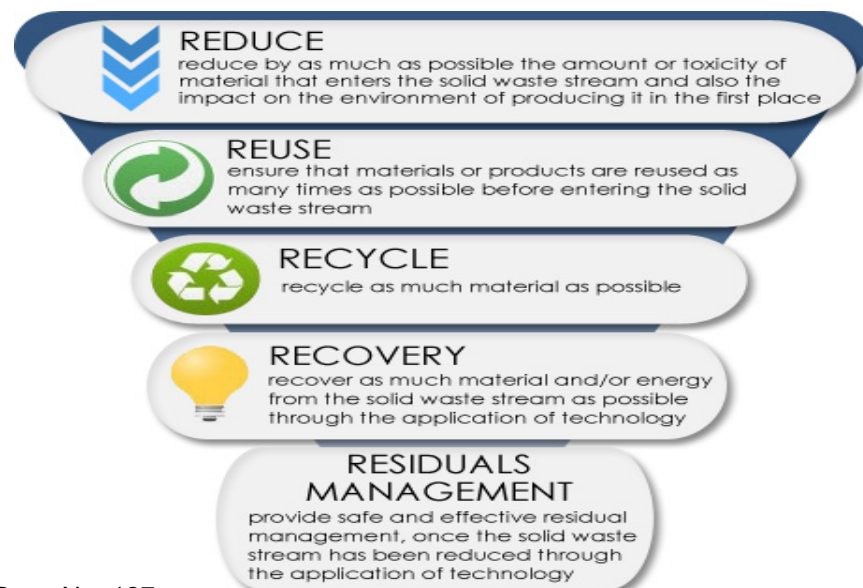 REDUCE
reduce by as much as possible the amount or toxicity of
material that enters the solid waste stream and also the
impact on the environment of producing it in the first place
REUSE
ensure that materials or products are reused as
many times as possible before entering the solid
waste stream
RECYCLE
recycle as much material as possible
RECOVERY
recover as much material and/or energy
from the solid waste stream as possible
through the application of technology
RESIDUALS
MANAGEMENT
provide safe and effective residual
management, once the solid waste
stream has been reduced through
the application of technology